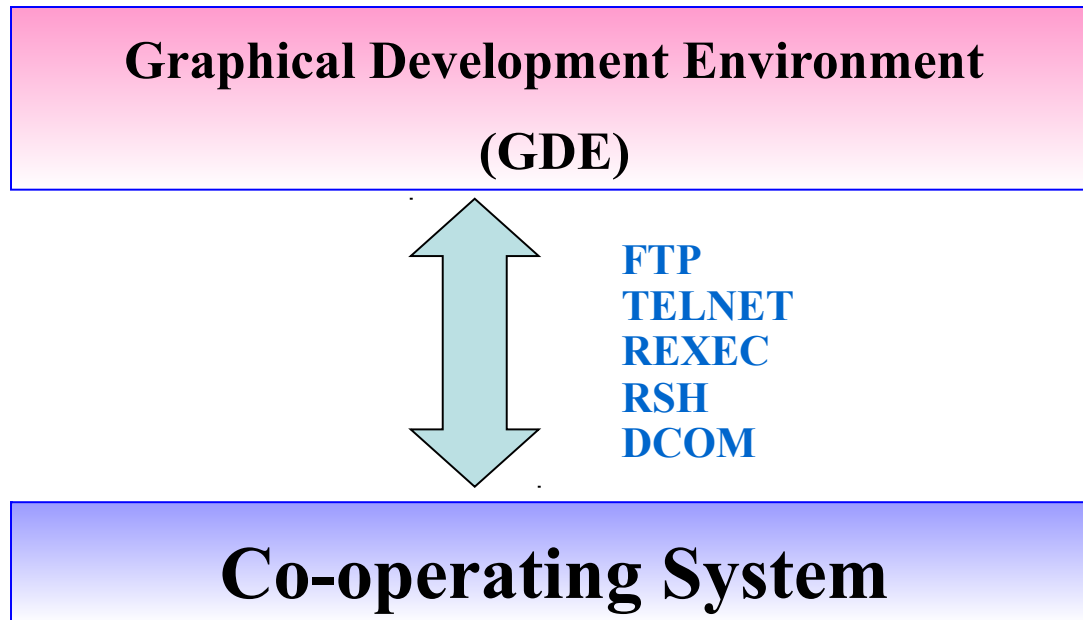 Graphical Development Environment
(GDE)
FTP
TELNET
REXEC
RSH
DCOM
Co-operating System